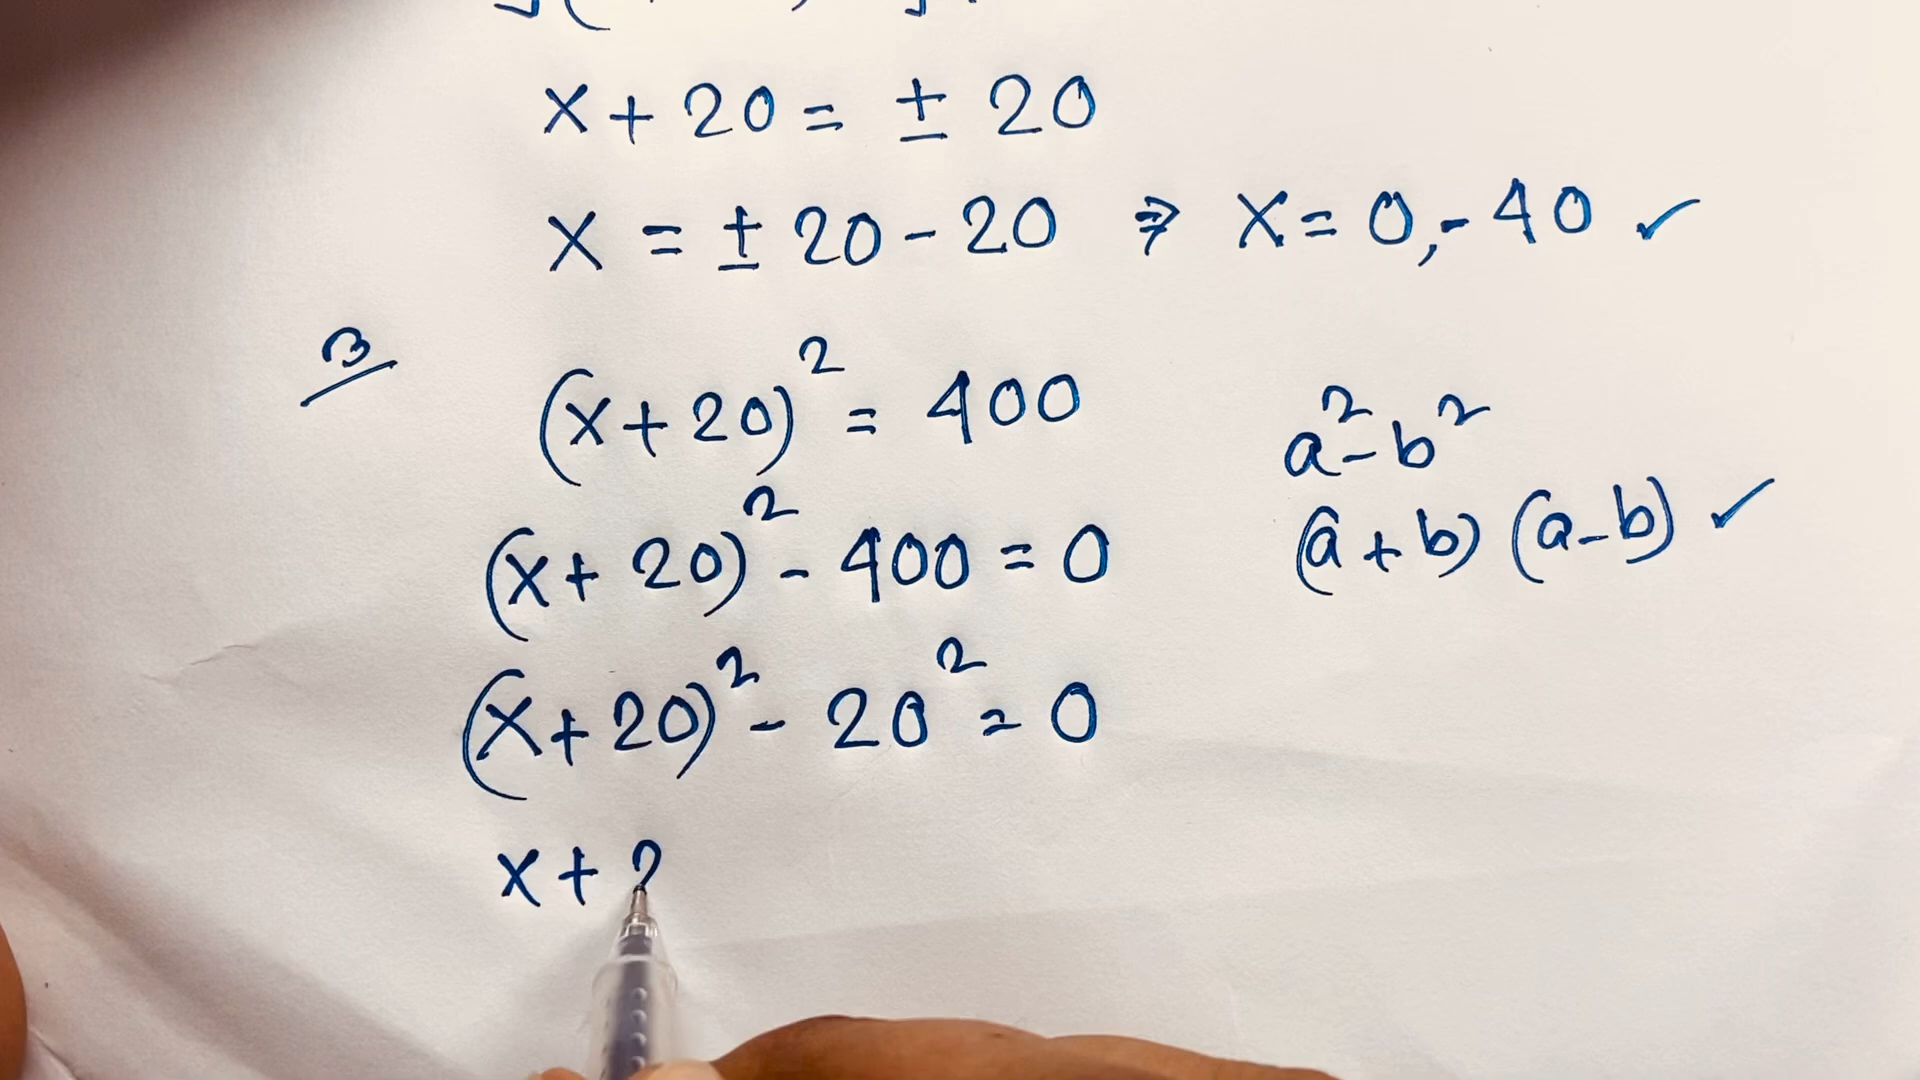 x + 20 = ± 20
x = ± 20 - 20 ⇒ x = 0, - 40 ✓
3
(x + 20)² = 400
a² - b²
(x + 20)² - 400 = 0
(a + b) (a - b) ✓
(x + 20)² - 20² = 0
x + 2